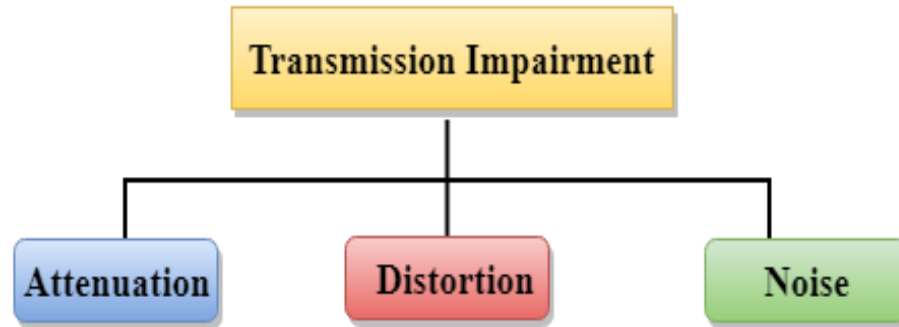 Transmission Impairment
Attenuation
Distortion
Noise